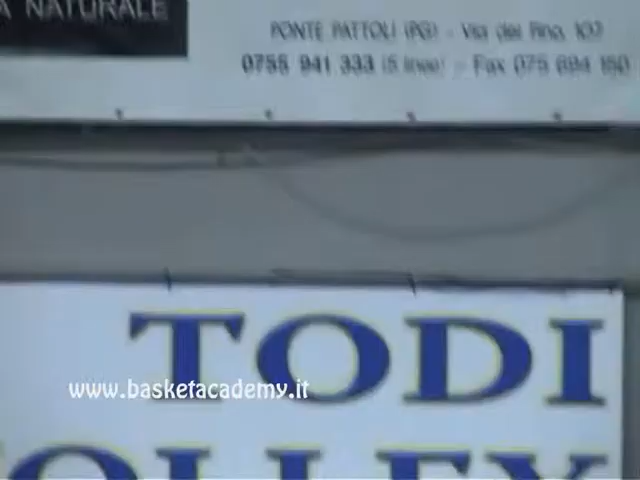 A NATURALE
PONTE PATTOLI (PG) - Via del Pino, 107
0755 941 333 (5 linee) - Fax 075 694 150
TODI
www.basketacademy.it